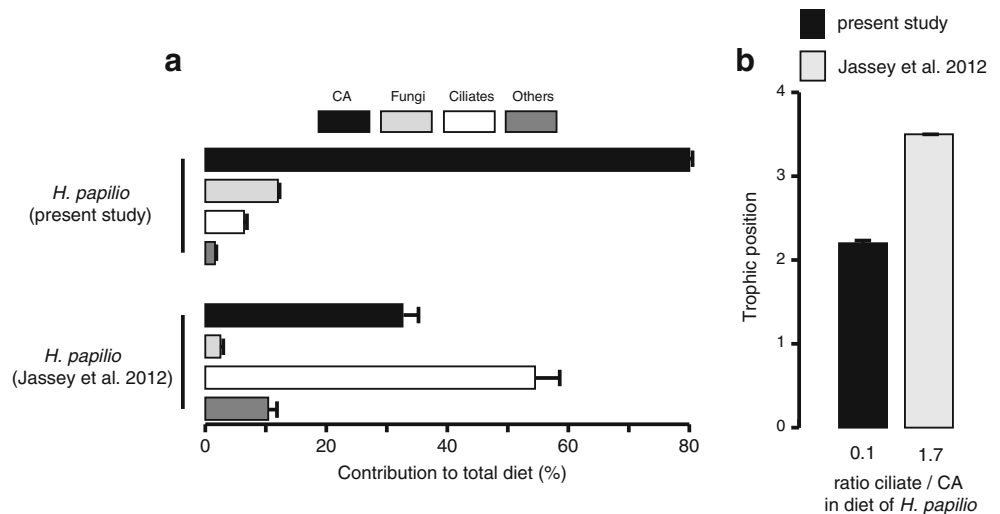 a
CA Fungi Ciliates Others
H. papilio
(present study)
H. papilio
(Jassey et al. 2012)
0 20 40 60 80
Contribution to total diet (%)
b
present study
Jassey et al. 2012
4
3
2
1
0
Trophic position
0.1 1.7
ratio ciliate / CA
in diet of H. papilio